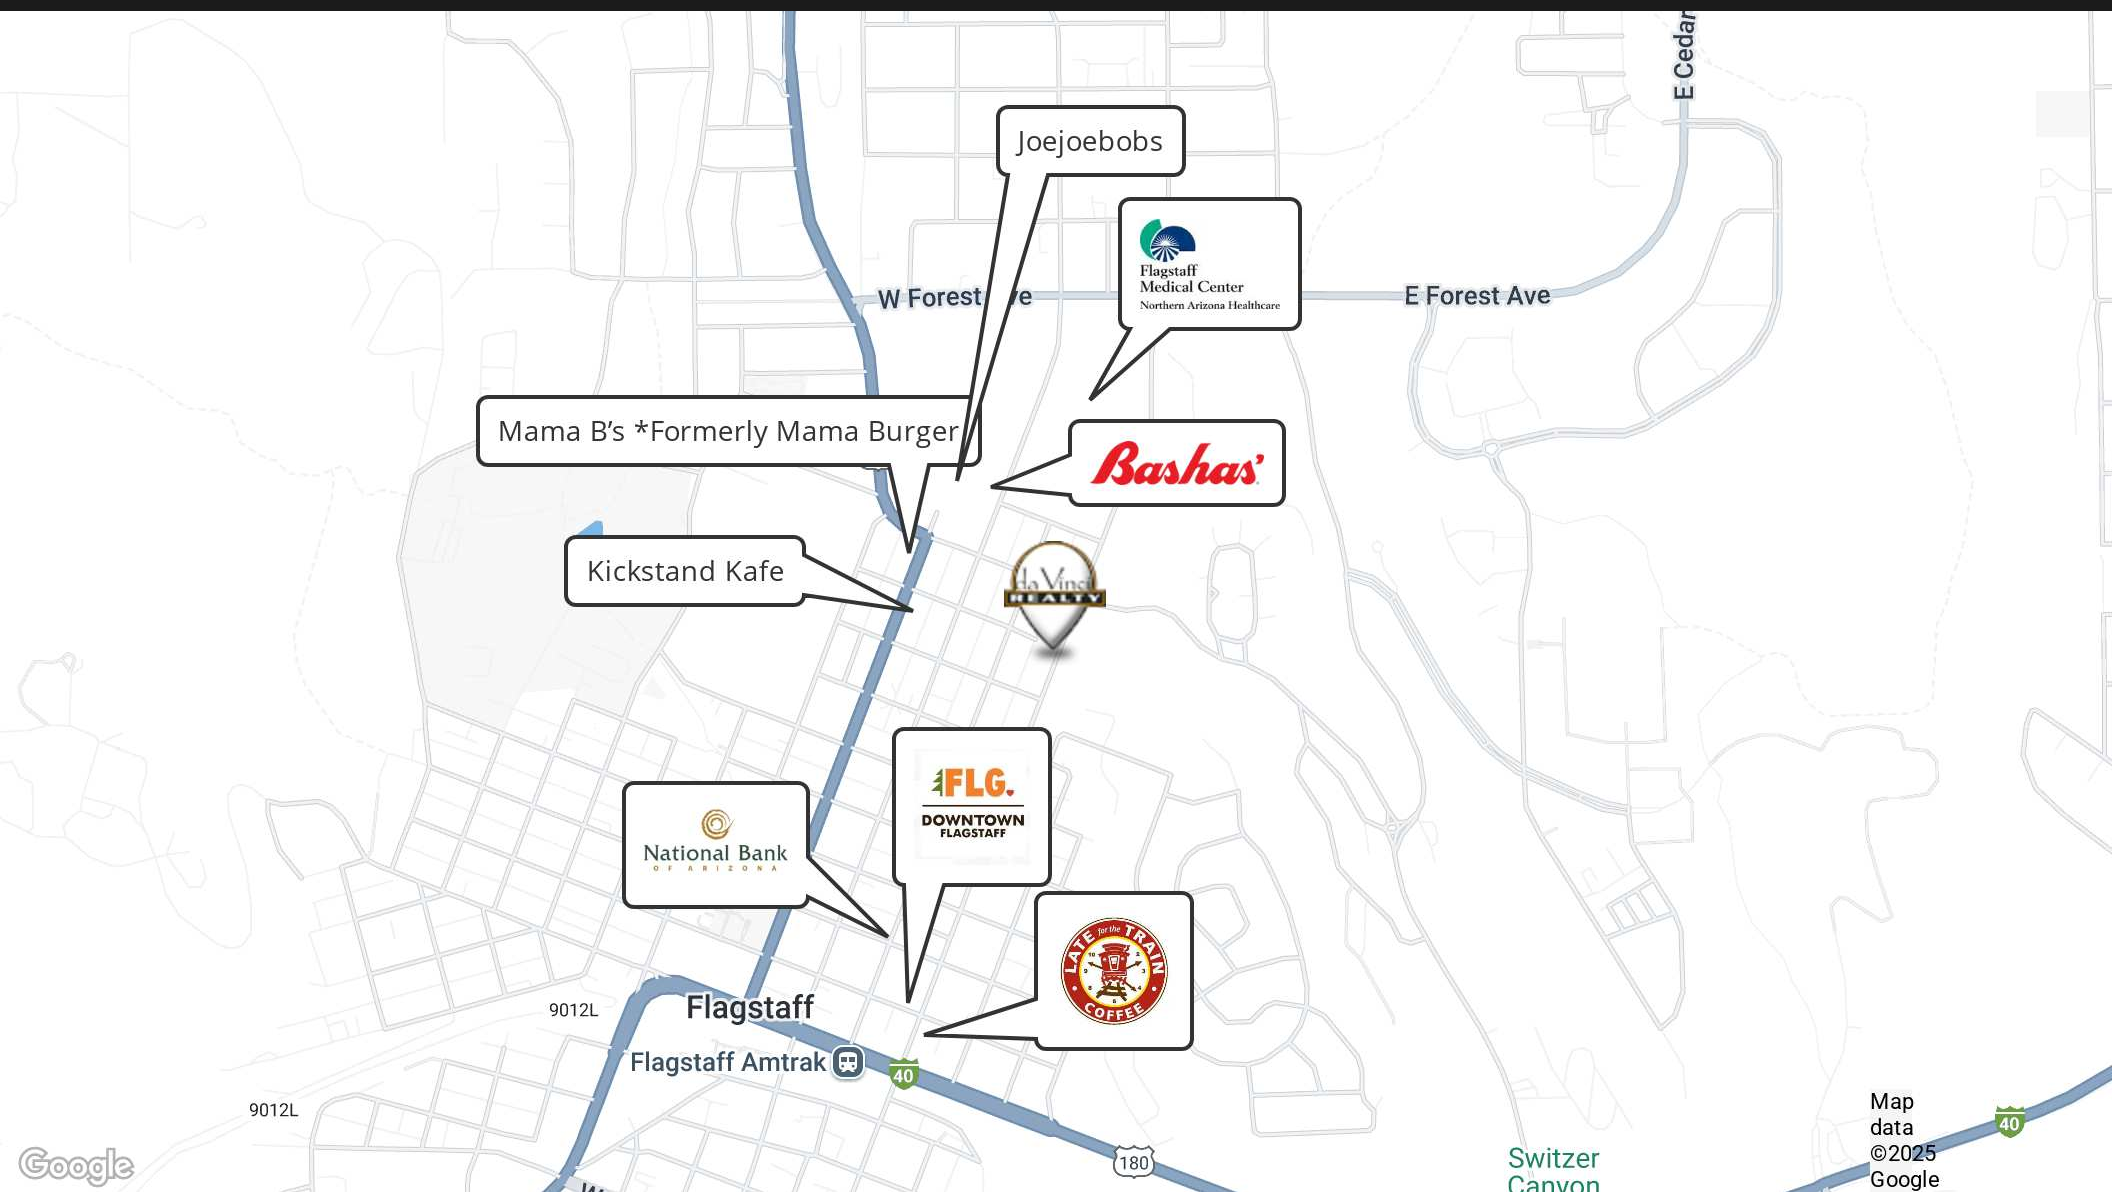 E Cedar
Joejoebobs
Flagstaff
Medical Center
Northern Arizona Healthcare
W Forest Ave
E Forest Ave
Mama B’s *Formerly Mama Burger
Bashas’
Kickstand Kafe
da Vinci
REALTY
FLG.
DOWNTOWN
FLAGSTAFF
National Bank
OF ARIZONA
LATE for the TRAIN
COFFEE
9012L
Flagstaff
Flagstaff Amtrak
40
9012L
180
40
Map
data
©2025
Google
Google
Switzer
Canyon